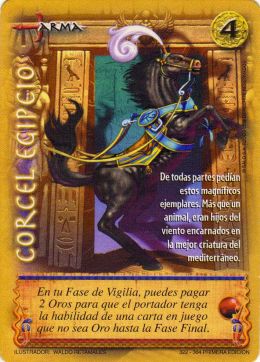 ARMA
4
CORCEL EGIPCIO
De todas partes pedían
estos magníficos
ejemplares. Más que un
animal, eran hijos del
viento encarnados en
la mejor criatura del
mediterráneo.
En tu Fase de Vigilia, puedes pagar
2 Oros para que el portador tenga
la habilidad de una carta en juego
que no sea Oro hasta la Fase Final.
ILUSTRADOR: WALDO RETAMALES
322 - 384 PRIMERA EDICION